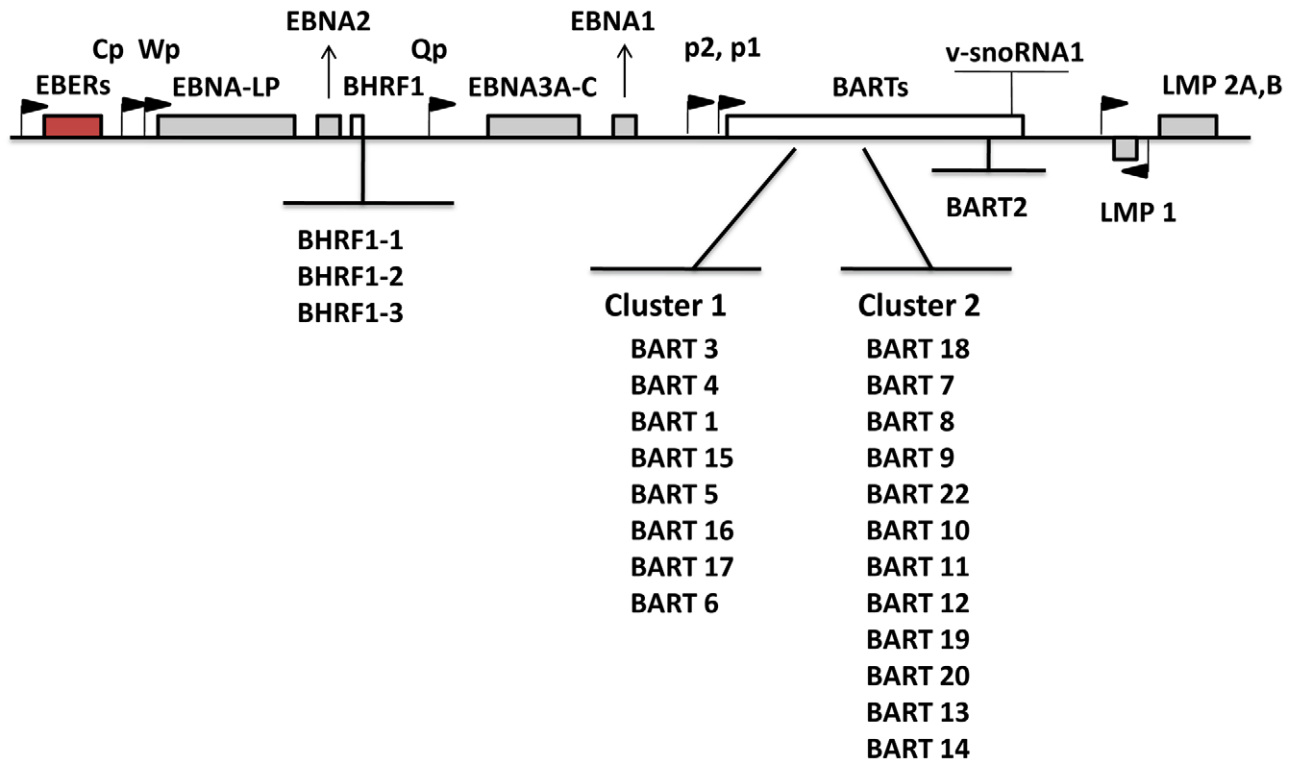 EBNA2
EBNA1
Cp Wp
Qp
p2, p1
v-snoRNA1
EBERs
EBNA-LP
BHRF1
EBNA3A-C
BARTs
LMP 2A,B
BART2
LMP 1
BHRF1-1
BHRF1-2
BHRF1-3
Cluster 1
BART 3
BART 4
BART 1
BART 15
BART 5
BART 16
BART 17
BART 6
Cluster 2
BART 18
BART 7
BART 8
BART 9
BART 22
BART 10
BART 11
BART 12
BART 19
BART 20
BART 13
BART 14